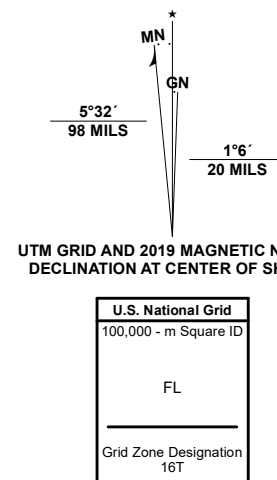 ★
MN
GN
5°32´
98 MILS
1°6´
20 MILS
UTM GRID AND 2019 MAGNETIC N
DECLINATION AT CENTER OF SH
U.S. National Grid
100,000 - m Square ID
FL
Grid Zone Designation
16T